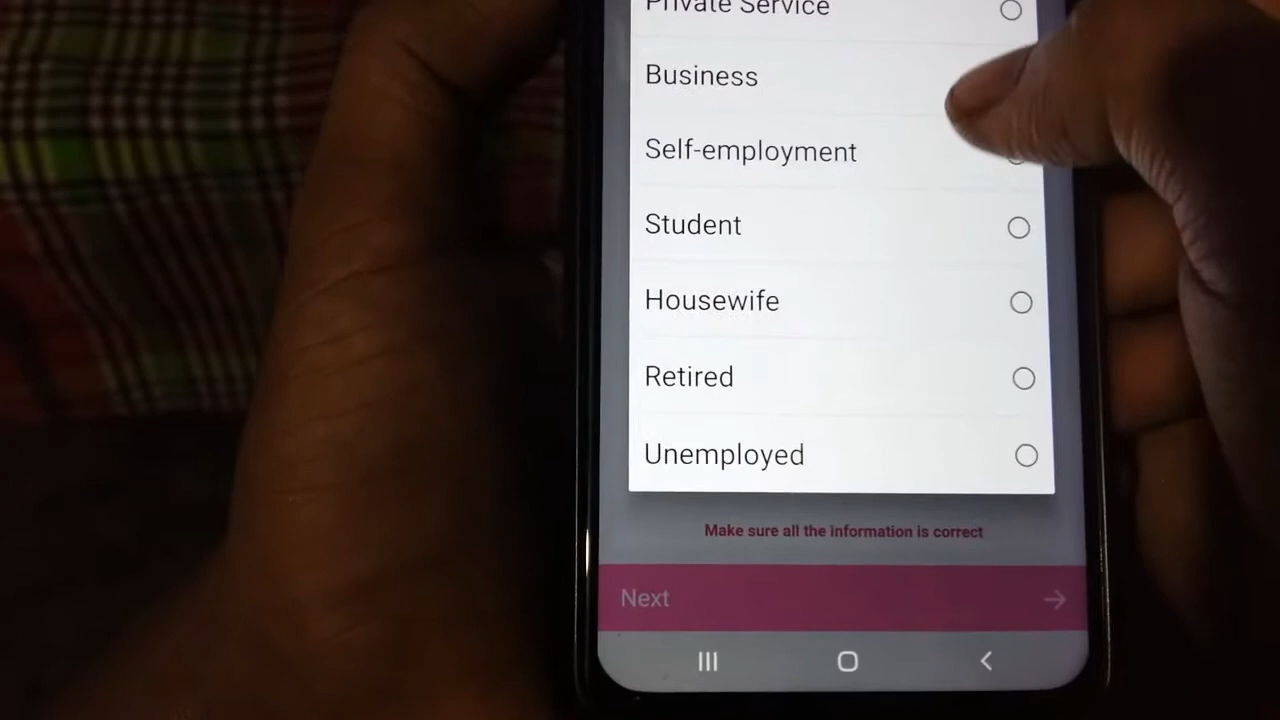 Private Service
Business
Self-employment
Student
Housewife
Retired
Unemployed
Make sure all the information is correct
Next